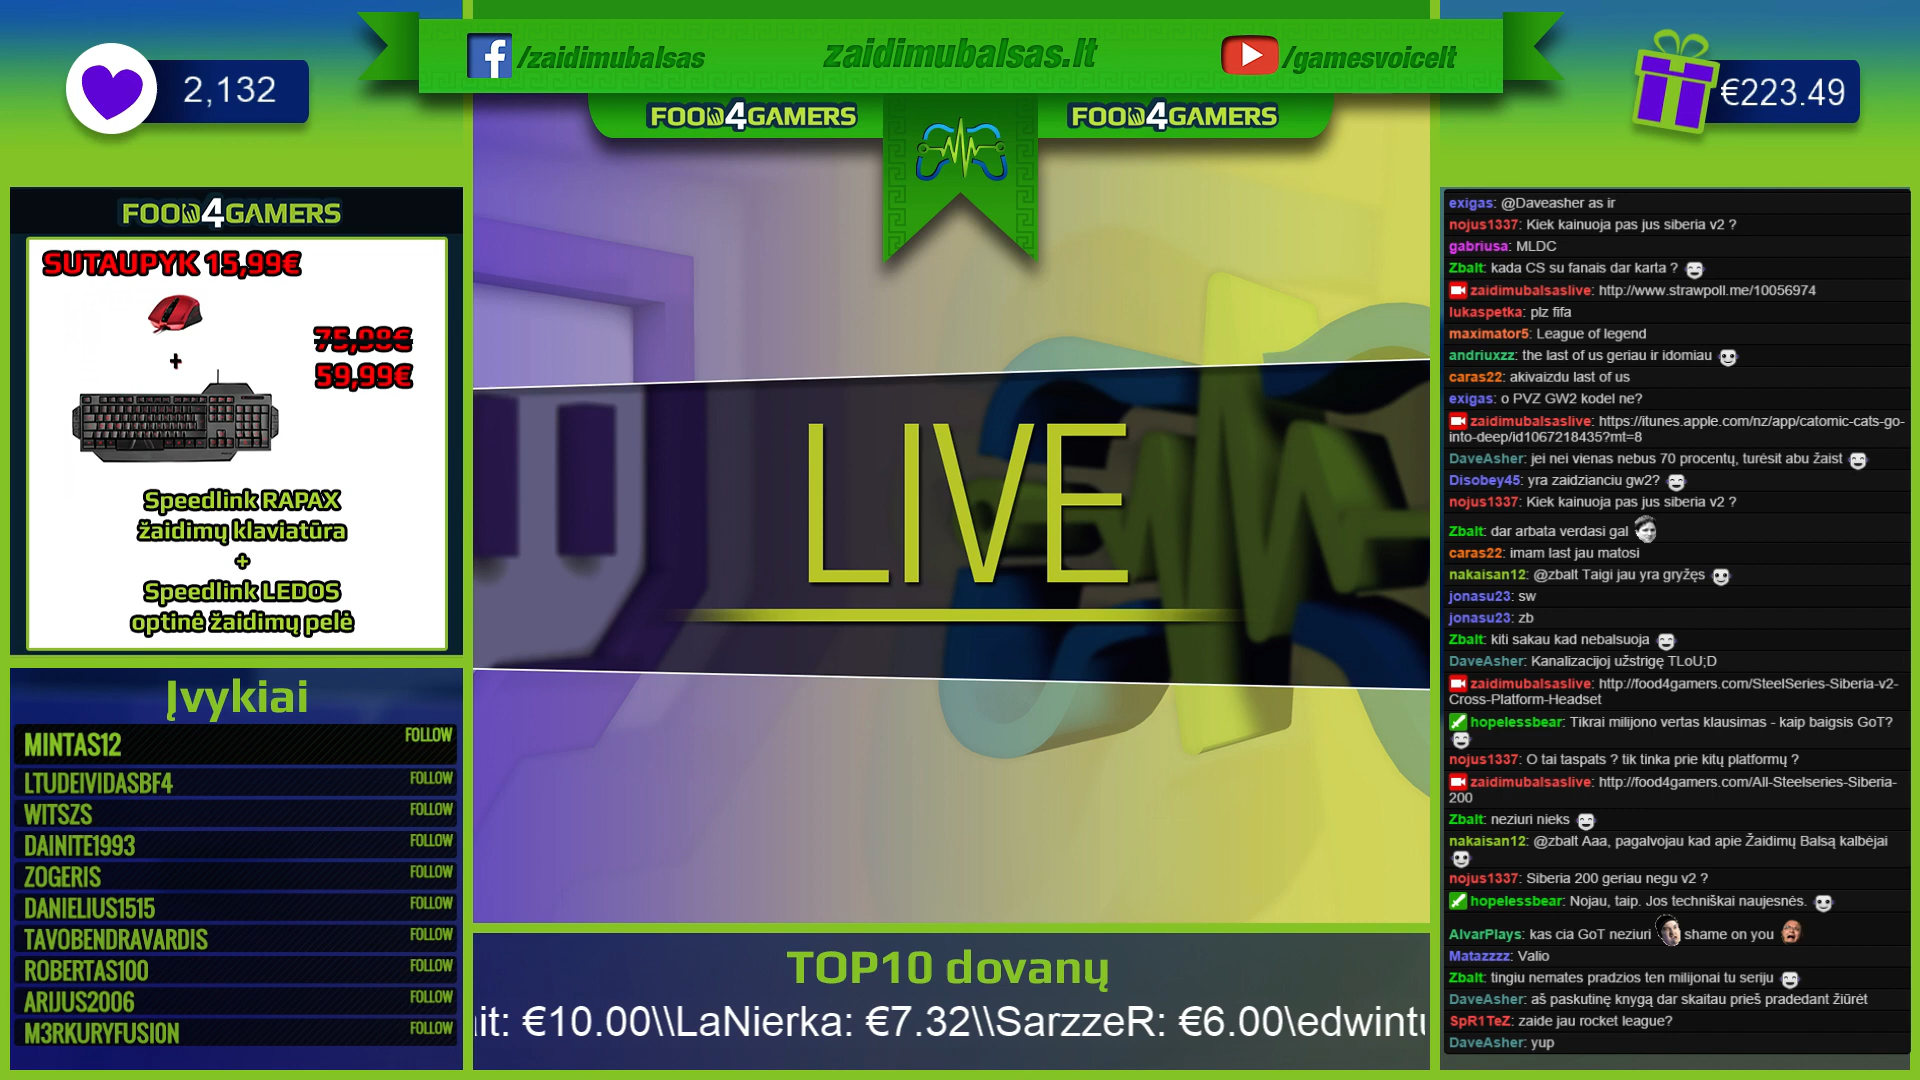 /zaidimubalsas
zaidimubalsas.lt
/gamesvoicelt
2,132
€223.49
FOOD4GAMERS
FOOD4GAMERS
FOOD4GAMERS
SUTAUPYK 15,99€
+
75,98€
59,99€
Speedlink RAPAX
žaidimų klaviatūra
+
Speedlink LEDOS
optinė žaidimų pelė
Įvykiai
MINTAS12 FOLLOW
LTUDEIVIDASBF4 FOLLOW
WITSZS FOLLOW
DAINITE1993 FOLLOW
ZOGERIS FOLLOW
DANIELIUS1515 FOLLOW
TAVOBENDRAVARDIS FOLLOW
ROBERTAS100 FOLLOW
ARIJUS2006 FOLLOW
M3RKURYFUSION FOLLOW
LIVE
TOP10 dovanų
it: €10.00\\LaNierka: €7.32\\SarzzeR: €6.00\edwintu
exigas: @Daveasher as ir
nojus1337: Kiek kainuoja pas jus siberia v2 ?
gabriusa: MLDC
Zbalt: kada CS su fanais dar karta ?
zaidimubalsaslive: http://www.strawpoll.me/10056974
lukaspetka: plz fifa
maximator5: League of legend
andriuxzz: the last of us geriau ir idomiau
caras22: akivaizdu last of us
exigas: o PVZ GW2 kodel ne?
zaidimubalsaslive: https://itunes.apple.com/nz/app/catomic-cats-go-
into-deep/id1067218435?mt=8
DaveAsher: jei nei vienas nebus 70 procentų, turėsit abu žaist
Disobey45: yra zaidzianciu gw2?
nojus1337: Kiek kainuoja pas jus siberia v2 ?
Zbalt: dar arbata verdasi gal
caras22: imam last jau matosi
nakaisan12: @zbalt Taigi jau yra gryžęs
jonasu23: sw
jonasu23: zb
Zbalt: kiti sakau kad nebalsuoja
DaveAsher: Kanalizacijoj užstrigę TLoU;D
zaidimubalsaslive: http://food4gamers.com/SteelSeries-Siberia-v2-
Cross-Platform-Headset
hopelessbear: Tikrai milijono vertas klausimas - kaip baigsis GoT?
nojus1337: O tai taspats ? tik tinka prie kitų platformų ?
zaidimubalsaslive: http://food4gamers.com/All-Steelseries-Siberia-
200
Zbalt: neziuri nieks
nakaisan12: @zbalt Aaa, pagalvojau kad apie Žaidimų Balsą kalbėjai
nojus1337: Siberia 200 geriau negu v2 ?
hopelessbear: Nojau, taip. Jos techniškai naujesnės.
AlvarPlays: kas cia GoT neziuri shame on you
Matazzzz: Valio
Zbalt: tingiu nemates pradzios ten milijonai tu seriju
DaveAsher: aš paskutinę knygą dar skaitau prieš pradedant žiūrėt
SpR1TeZ: zaide jau rocket league?
DaveAsher: yup